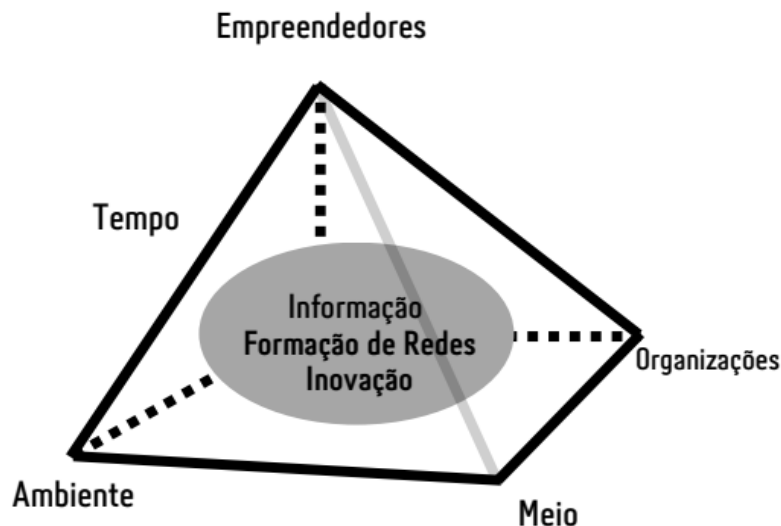 Empreendedores
Tempo
Informação
Formação de Redes
Inovação
Organizações
Ambiente
Meio